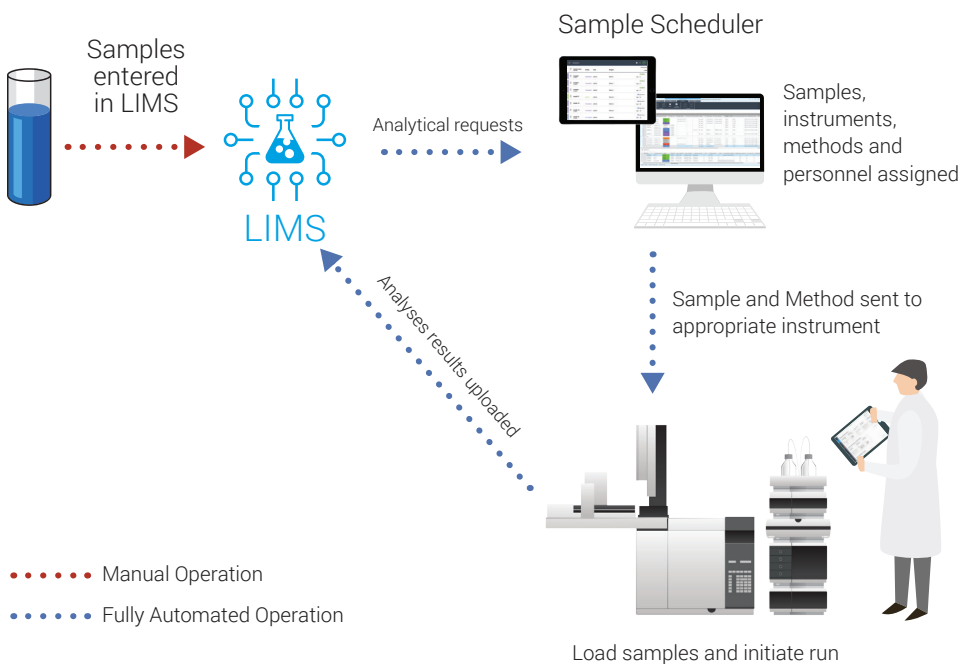 Sample Scheduler
Samples
entered
in LIMS
Analytical requests
Samples,
instruments,
methods and
personnel assigned
LIMS
Analyses results uploaded
Sample and Method sent to
appropriate instrument
Manual Operation
Fully Automated Operation
Load samples and initiate run